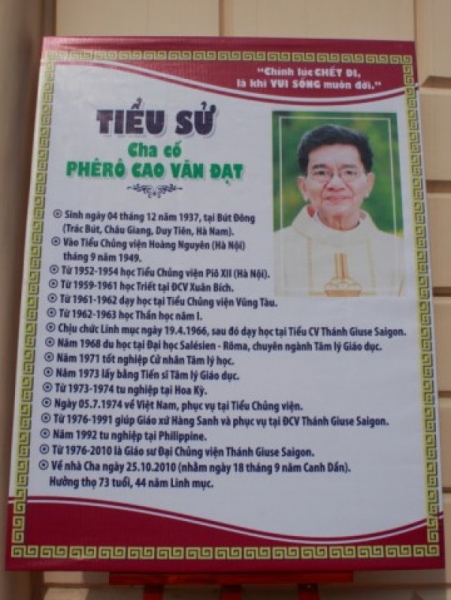 “Chính lúc CHẾT ĐI,
là khi VUI SỐNG muôn đời.”
TIỂU SỬ
Cha cố
PHÊRÔ CAO VĂN ĐẠT
Sinh ngày 04 tháng 12 năm 1937, tại Bút Đông
(Trác Bút, Châu Giang, Duy Tiên, Hà Nam).
Vào Tiểu Chủng viện Hoàng Nguyên (Hà Nội)
tháng 9 năm 1949.
Từ 1952-1954 học Tiểu Chủng viện Piô XII (Hà Nội).
Từ 1959-1961 học Triết tại ĐCV Xuân Bích.
Từ 1961-1962 dạy học tại Tiểu Chủng viện Vũng Tàu.
Từ 1962-1963 học Thần học năm I.
Chịu chức Linh mục ngày 19.4.1966, sau đó dạy học tại Tiểu CV Thánh Giuse Saigon.
Năm 1968 du học tại Đại học Salésien - Rôma, chuyên ngành Tâm lý Giáo dục.
Năm 1971 tốt nghiệp Cử nhân Tâm lý học.
Năm 1973 lấy bằng Tiến sĩ Tâm lý Giáo dục.
Từ 1973-1974 tu nghiệp tại Hoa Kỳ.
Ngày 05.7.1974 về Việt Nam, phục vụ tại Tiểu Chủng viện.
Từ 1976-1991 giúp Giáo xứ Hàng Sanh và phục vụ tại ĐCV Thánh Giuse Saigon.
Năm 1992 tu nghiệp tại Philippine.
Từ 1976-2010 là Giáo sư Đại Chủng viện Thánh Giuse Saigon.
Về nhà Cha ngày 25.10.2010 (nhằm ngày 18 tháng 9 năm Canh Dần).
Hưởng thọ 73 tuổi, 44 năm Linh mục.